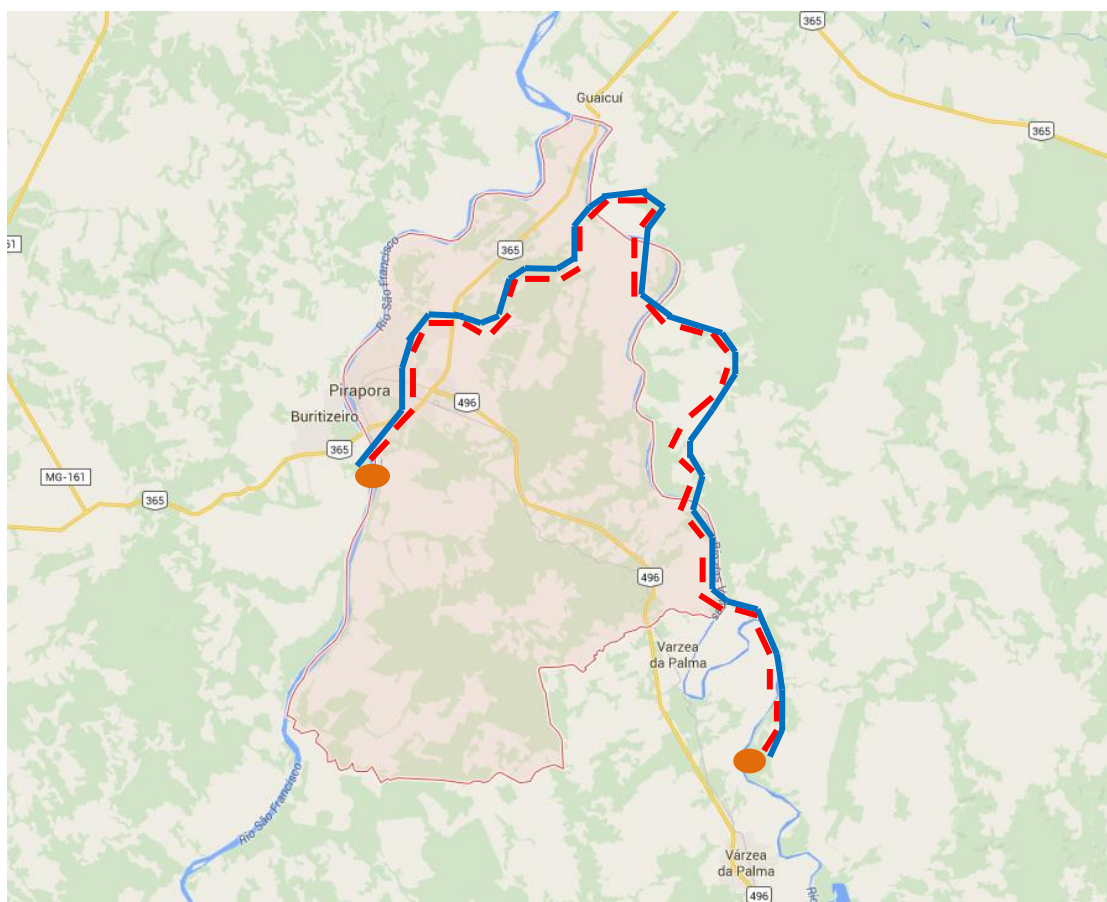 365
Guaicuí
365
61
Rio São Francisco
365
Pirapora
496
Buritizeiro
365
MG-161
365
496
Varzea
da Palma
Rio São Francisco
Várzea
da Palma
496